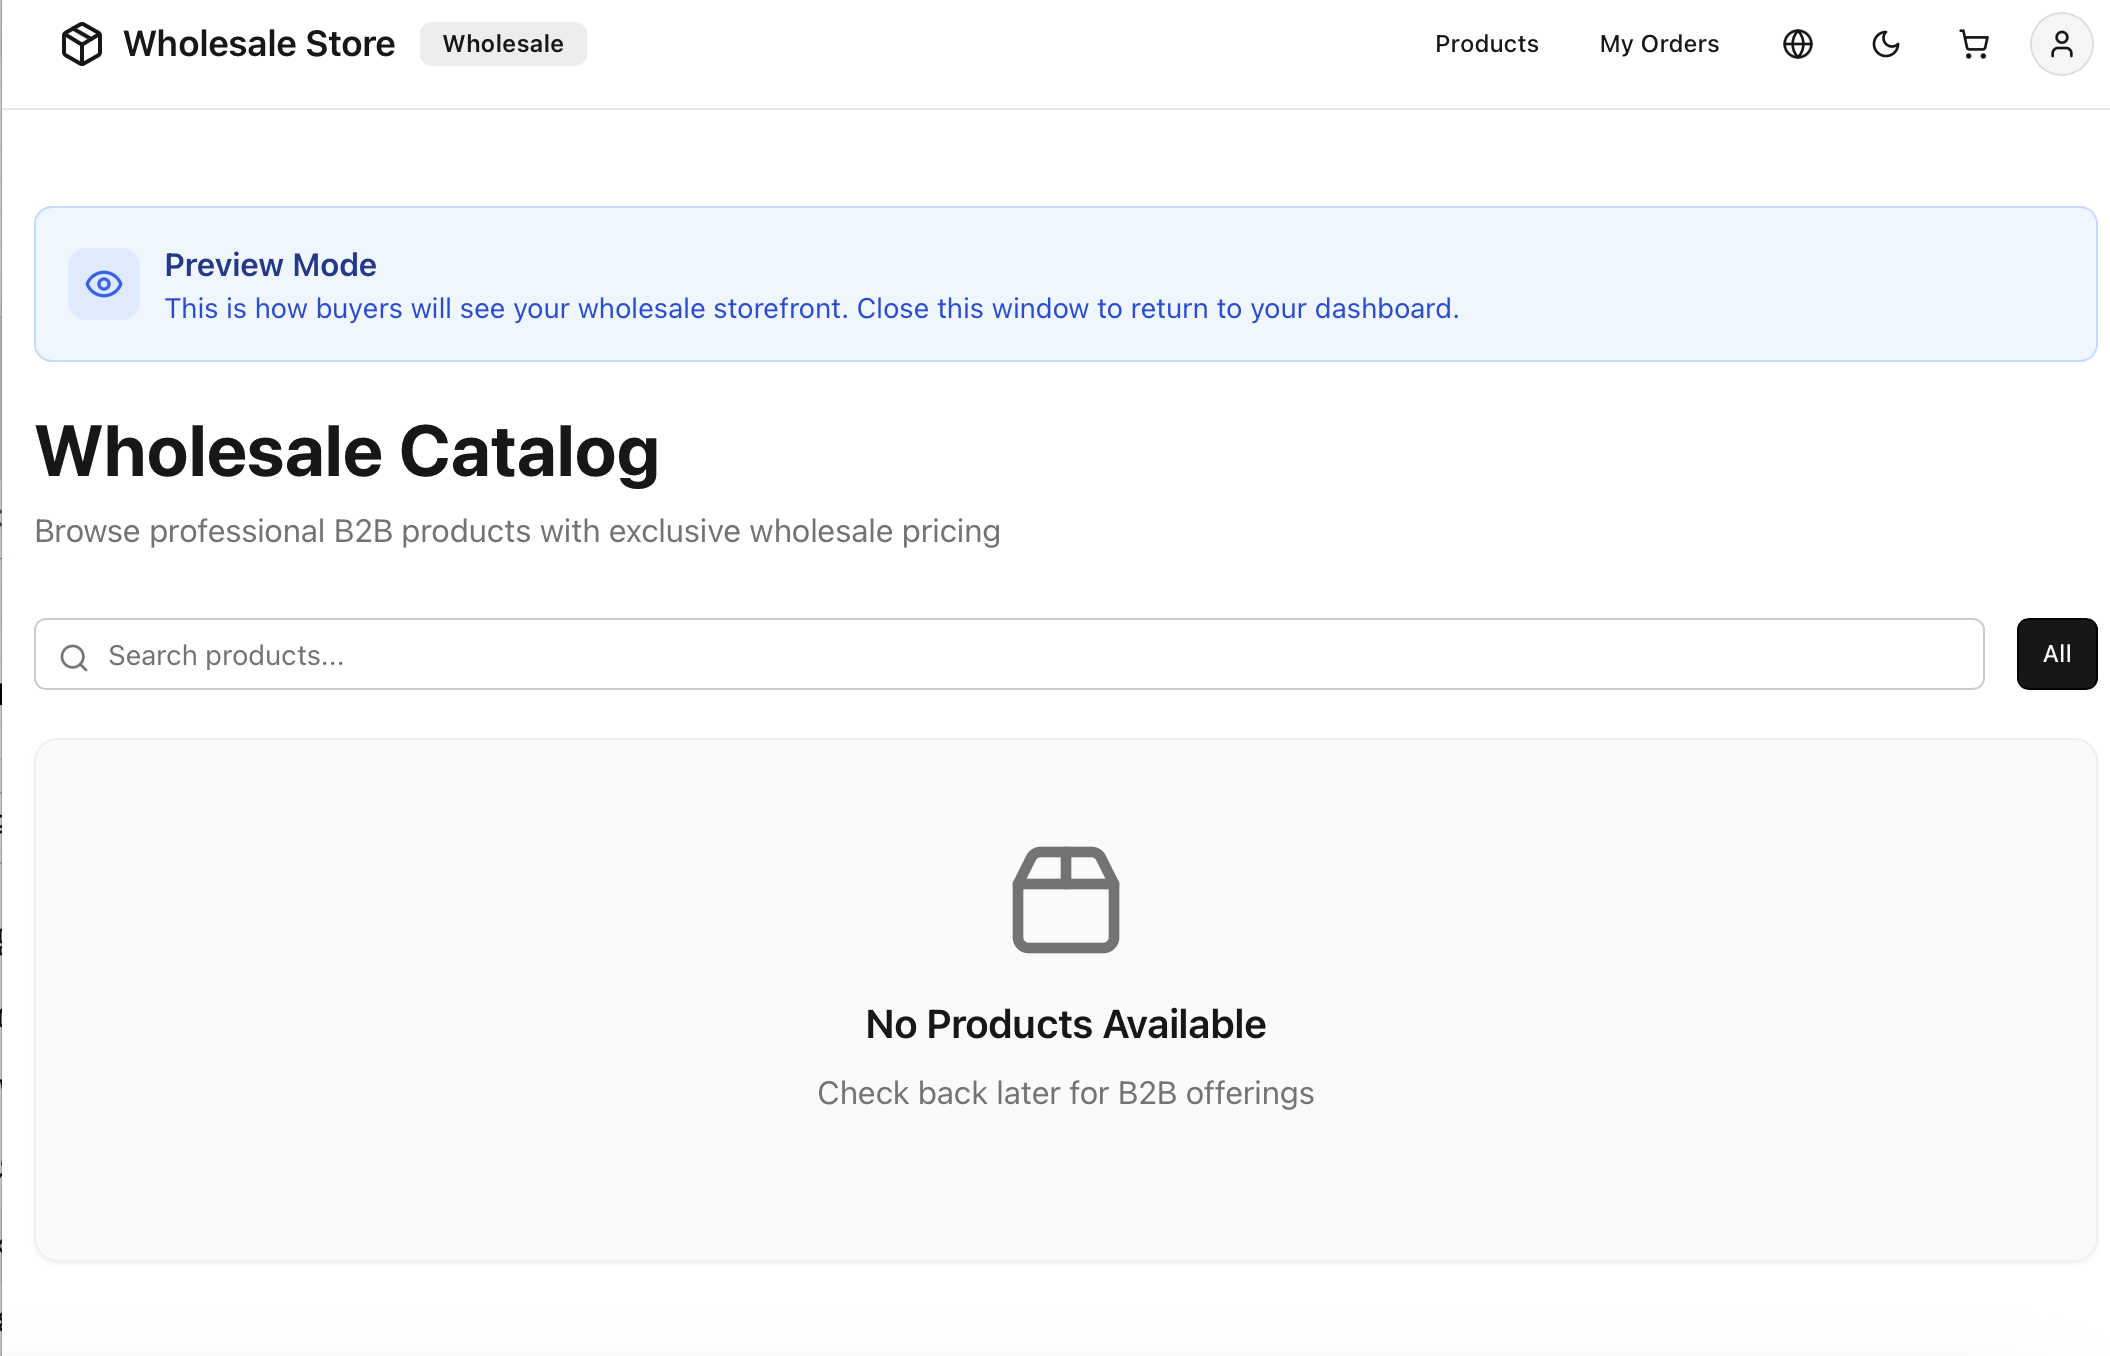 Wholesale Store
Wholesale
Products
My Orders
Preview Mode
This is how buyers will see your wholesale storefront. Close this window to return to your dashboard.
Wholesale Catalog
Browse professional B2B products with exclusive wholesale pricing
Search products...
All
No Products Available
Check back later for B2B offerings